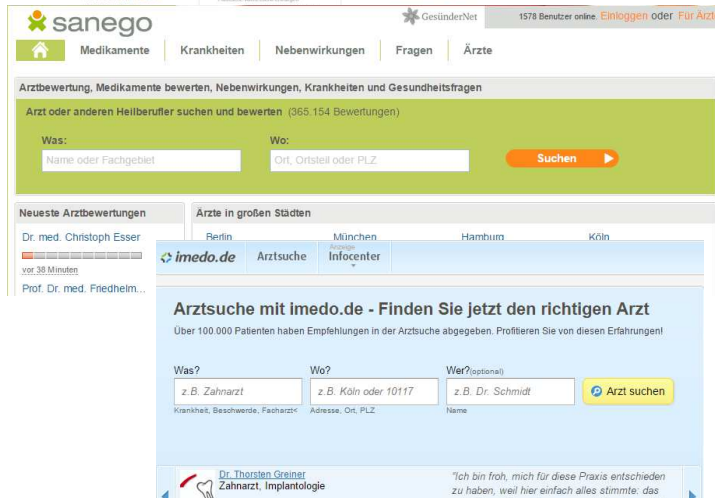 sanego
GesünderNet
1578 Benutzer online. Einloggen oder Für Ärzt
Medikamente Krankheiten Nebenwirkungen Fragen Ärzte
Arztbewertung, Medikamente bewerten, Nebenwirkungen, Krankheiten und Gesundheitsfragen
Arzt oder anderen Heilberufler suchen und bewerten (365.154 Bewertungen)
Was: Wo:
Name oder Fachgebiet Ort, Ortsteil oder PLZ Suchen
Neueste Arztbewertungen Ärzte in großen Städten
Dr. med. Christoph Esser Berlin München Hamburg Köln
vor 38 Minuten
Prof. Dr. med. Friedhelm...
Anzeige
imedo.de Arztsuche Infocenter
Arztsuche mit imedo.de - Finden Sie jetzt den richtigen Arzt
Über 100.000 Patienten haben Empfehlungen in der Arztsuche abgegeben. Profitieren Sie von diesen Erfahrungen!
Was? Wo? Wer?(optional)
z.B. Zahnarzt z.B. Köln oder 10117 z.B. Dr. Schmidt Arzt suchen
Krankheit, Beschwerde, Facharzt< Adresse, Ort, PLZ Name
Dr. Thorsten Greiner
Zahnarzt, Implantologie
"Ich bin froh, mich für diese Praxis entschieden
zu haben, weil hier einfach alles stimmte: das